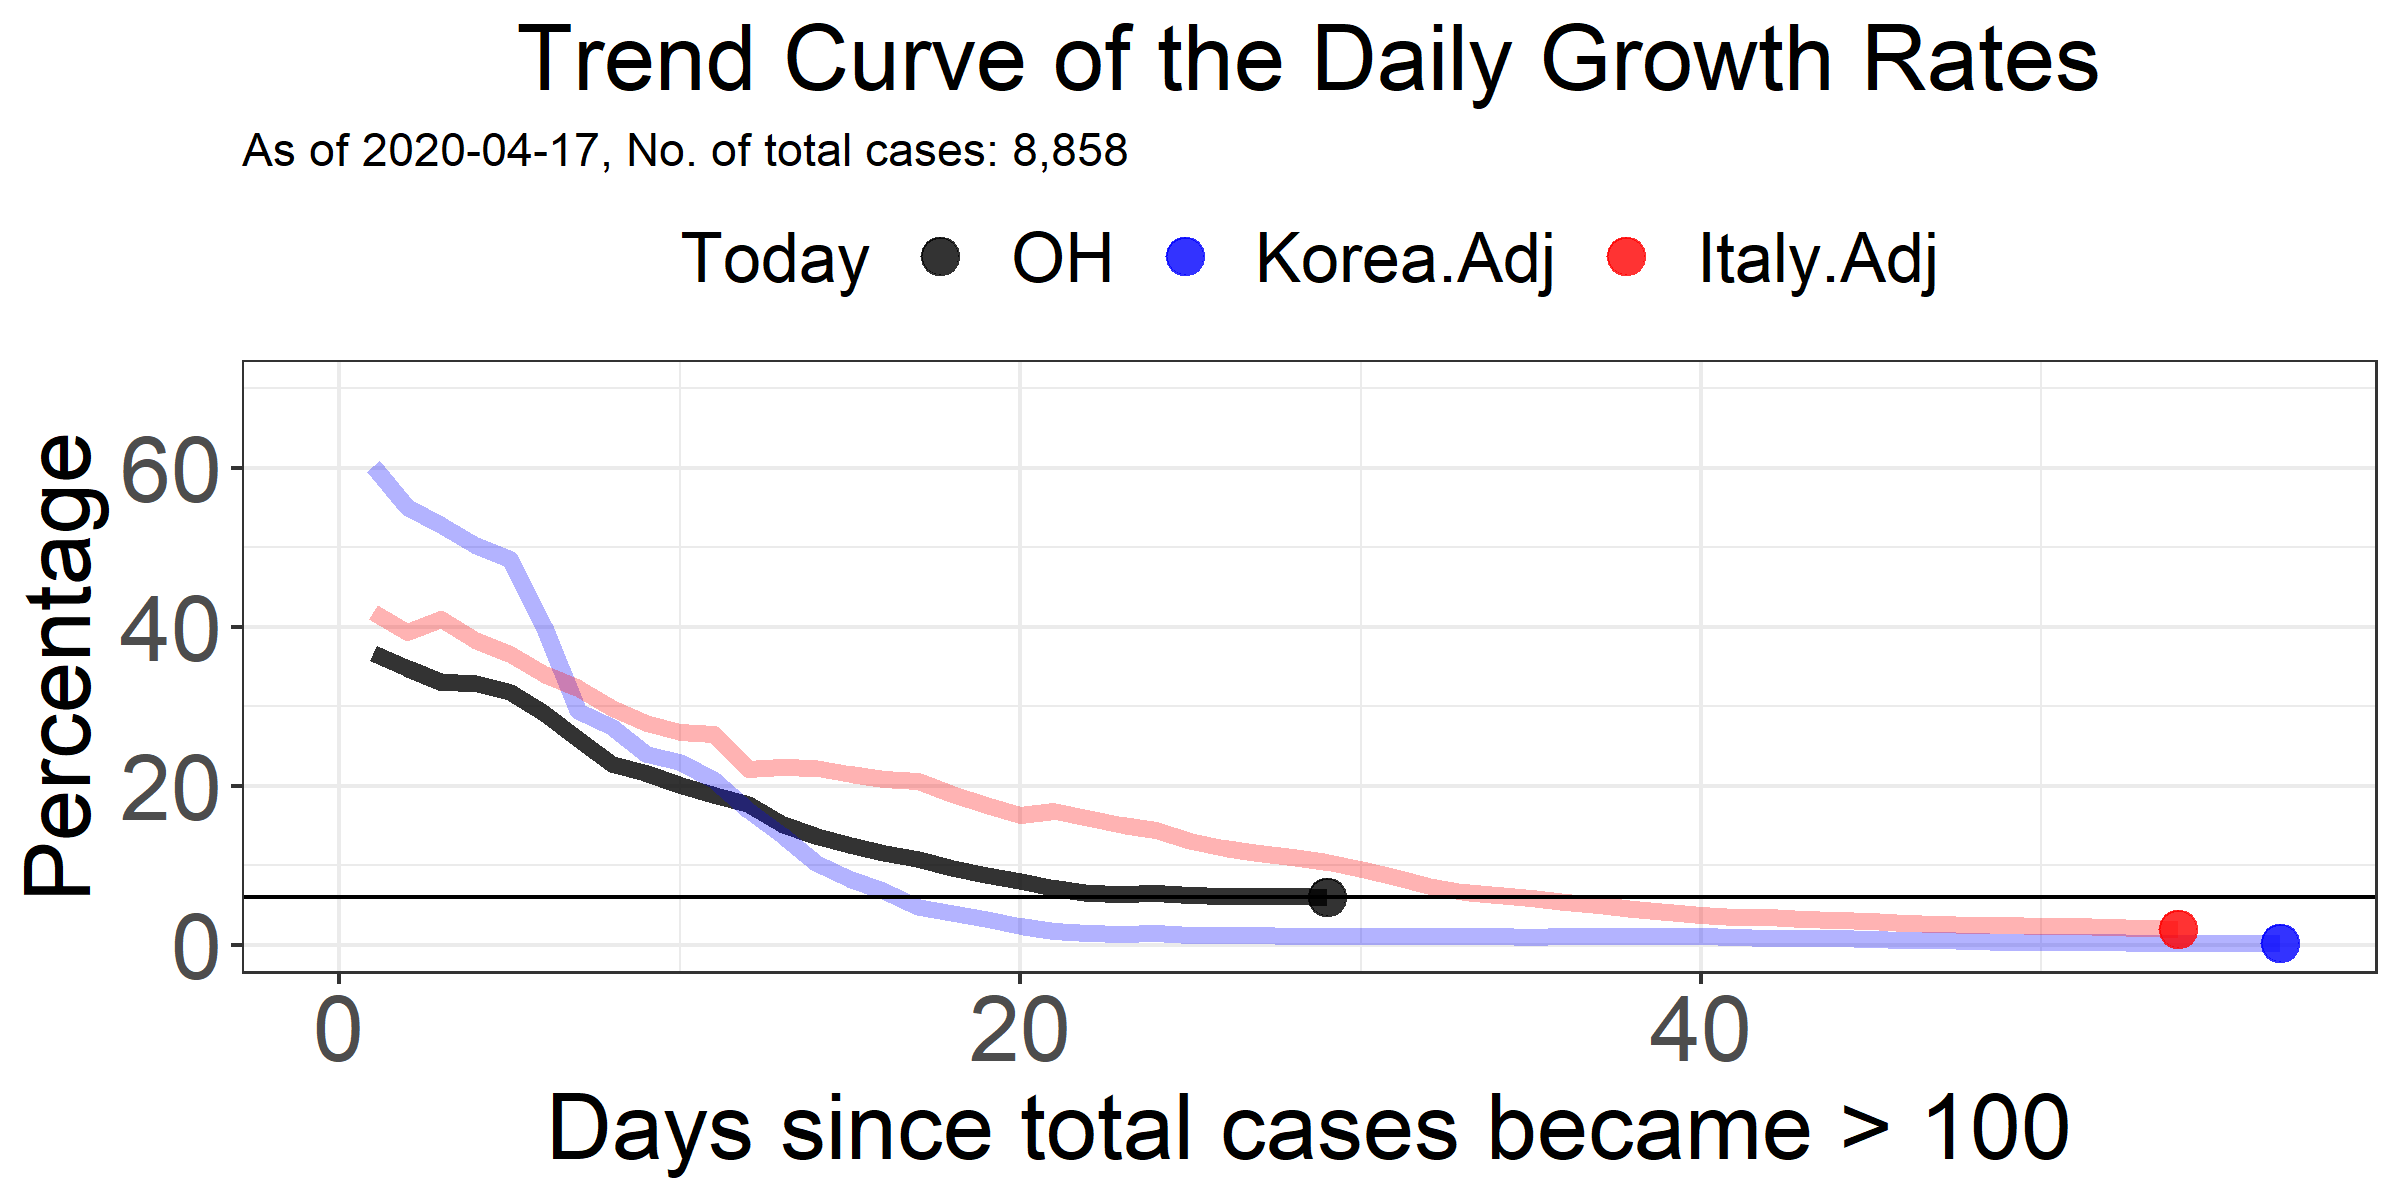 Trend Curve of the Daily Growth Rates
As of 2020-04-17, No. of total cases: 8,858
Today OH Korea.Adj Italy.Adj
Percentage
60
40
20
0
0 20 40
Days since total cases became > 100